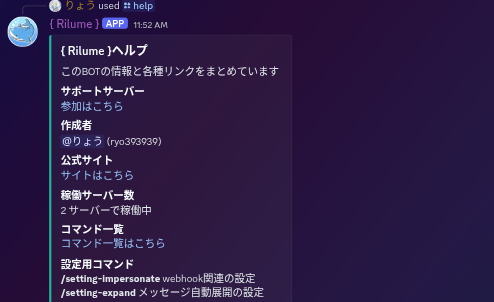 りょう used help
{ Rilume } APP 11:52 AM
{ Rilume }ヘルプ
このBOTの情報と各種リンクをまとめています
サポートサーバー
参加はこちら
作成者
@りょう (ryo393939)
公式サイト
サイトはこちら
稼働サーバー数
2 サーバーで稼働中
コマンド一覧
コマンド一覧はこちら
設定用コマンド
/setting-impersonate webhook関連の設定
/setting-expand メッセージ自動展開の設定